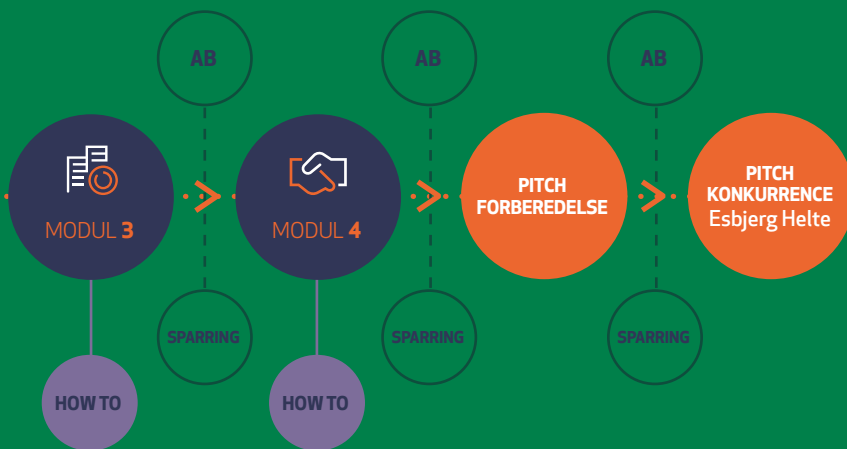 AB
AB
AB
MODUL 3
MODUL 4
PITCH
FORBEREDELSE
PITCH
KONKURRENCE
Esbjerg Helte
SPARRING
SPARRING
SPARRING
HOW TO
HOW TO